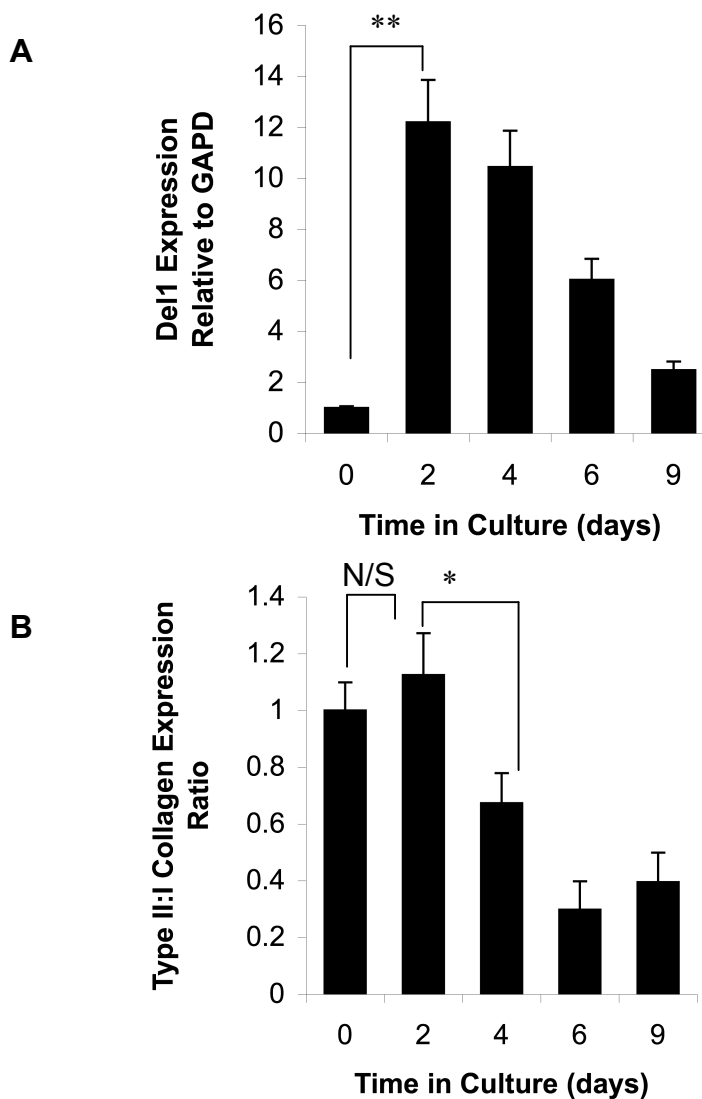 A
**
Del1 Expression
Relative to GAPD
16
14
12
10
8
6
4
2
0
0 2 4 6 9
Time in Culture (days)
B
N/S
*
Type II:I Collagen Expression
Ratio
1.4
1.2
1
0.8
0.6
0.4
0.2
0
0 2 4 6 9
Time in Culture (days)